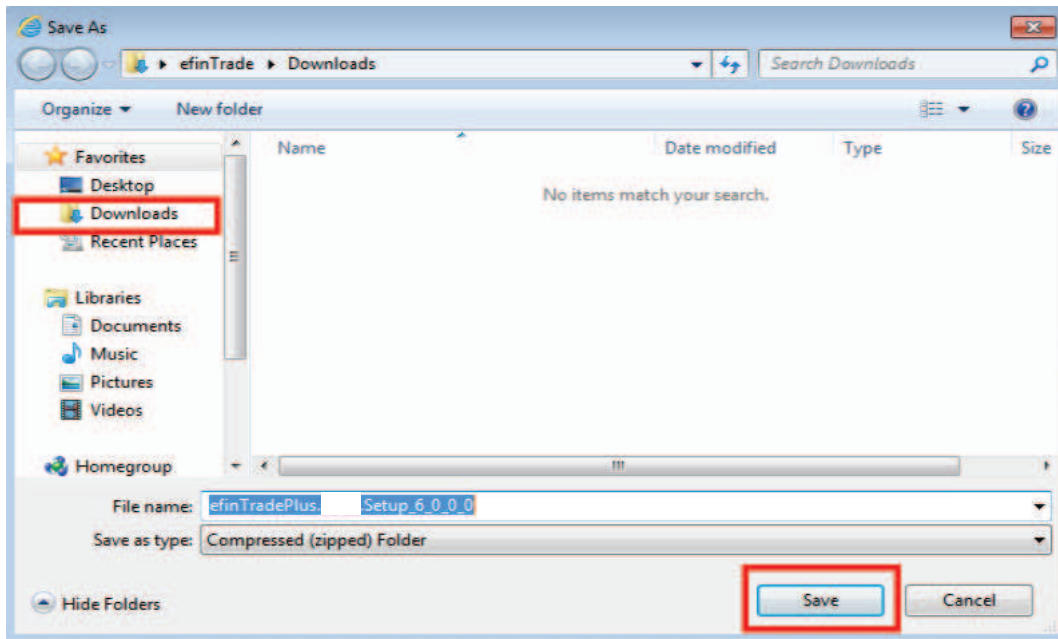 Save As
efinTrade Downloads
Search Downloads
Organize New folder
Name Date modified Type Size
No items match your search.
Favorites
Desktop
Downloads
Recent Places
Libraries
Documents
Music
Pictures
Videos
Homegroup
File name: efinTradePlus. .Setup_6_0_0_0
Save as type: Compressed (zipped) Folder
Hide Folders Save Cancel